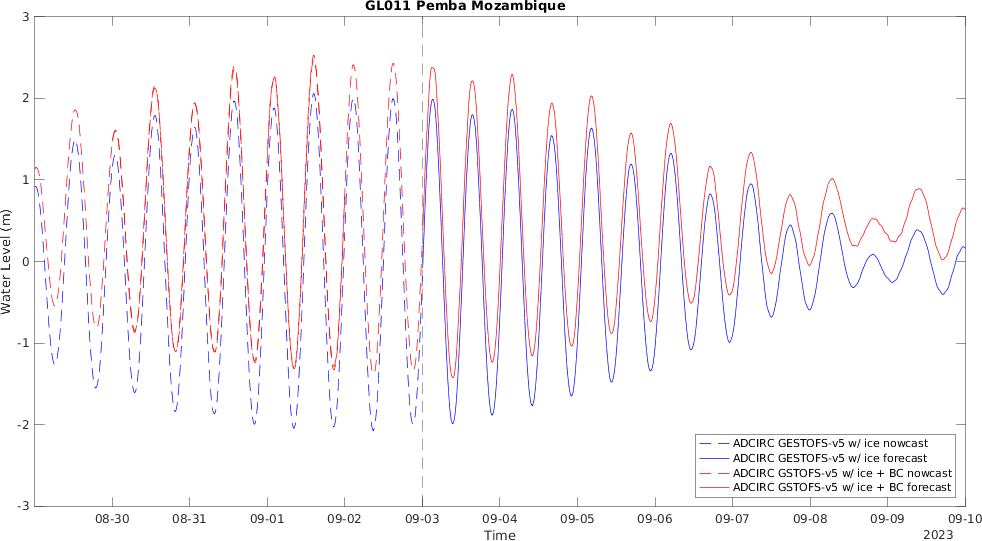 GL011 Pemba Mozambique
3
2
1
0
-1
-2
-3
Water Level (m)
ADCIRC GESTOFS-v5 w/ ice nowcast
ADCIRC GESTOFS-v5 w/ ice forecast
ADCIRC GSTOFS-v5 w/ ice + BC nowcast
ADCIRC GSTOFS-v5 w/ ice + BC forecast
08-30 08-31 09-01 09-02 09-03 09-04 09-05 09-06 09-07 09-08 09-09 09-10
Time
2023